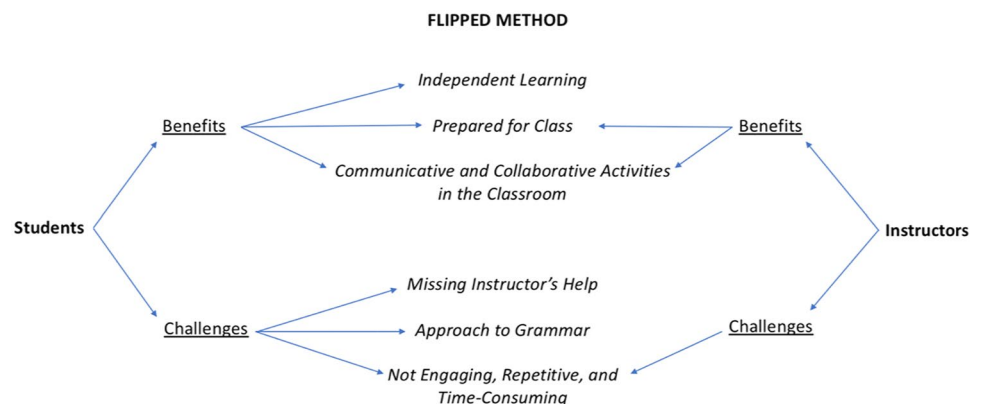 FLIPPED METHOD
Independent Learning
Benefits
Prepared for Class
Benefits
Communicative and Collaborative Activities
in the Classroom
Students
Instructors
Missing Instructor’s Help
Challenges
Approach to Grammar
Challenges
Not Engaging, Repetitive, and
Time-Consuming